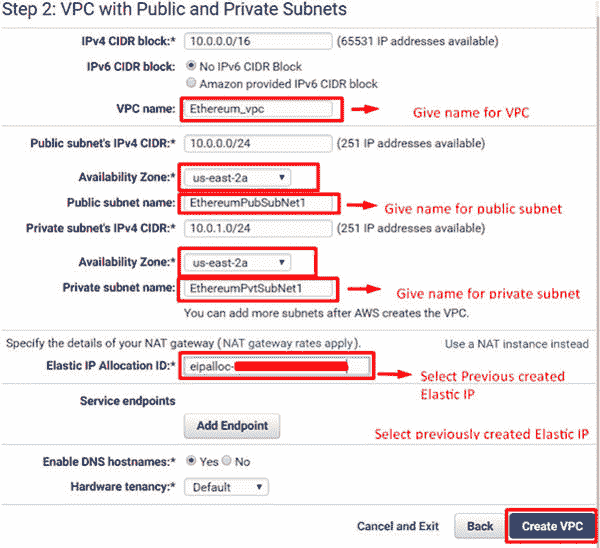 Step 2: VPC with Public and Private Subnets
IPv4 CIDR block:* 10.0.0.0/16 (65531 IP addresses available)
IPv6 CIDR block: No IPv6 CIDR Block
Amazon provided IPv6 CIDR block
VPC name: Ethereum_vpc Give name for VPC
Public subnet's IPv4 CIDR:* 10.0.0.0/24 (251 IP addresses available)
Availability Zone:* us-east-2a
Public subnet name: EthereumPubSubNet1 Give name for public subnet
Private subnet's IPv4 CIDR:* 10.0.1.0/24 (251 IP addresses available)
Availability Zone:* us-east-2a
Private subnet name: EthereumPvtSubNet1 Give name for private subnet
You can add more subnets after AWS creates the VPC.
Specify the details of your NAT gateway (NAT gateway rates apply). Use a NAT instance instead
Elastic IP Allocation ID:* eipalloc- Select Previous created
Elastic IP
Service endpoints
Add Endpoint
Select previously created Elastic IP
Enable DNS hostnames:* Yes No
Hardware tenancy:* Default
Cancel and Exit Back Create VPC